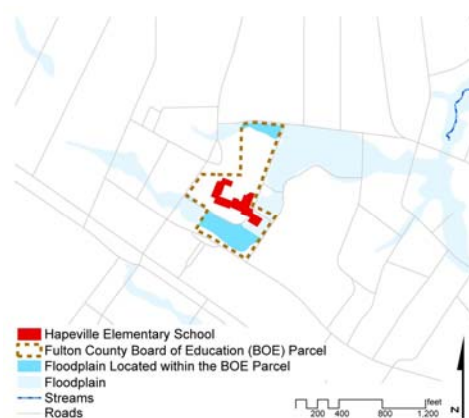 Hapeville Elementary School
Fulton County Board of Education (BOE) Parcel
Floodplain Located within the BOE Parcel
Floodplain
Streams
Roads
feet
200 400 800 1,200
N